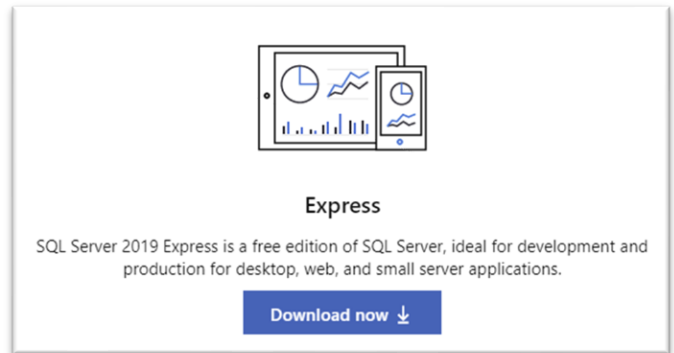 Express
SQL Server 2019 Express is a free edition of SQL Server, ideal for development and
production for desktop, web, and small server applications.
Download now